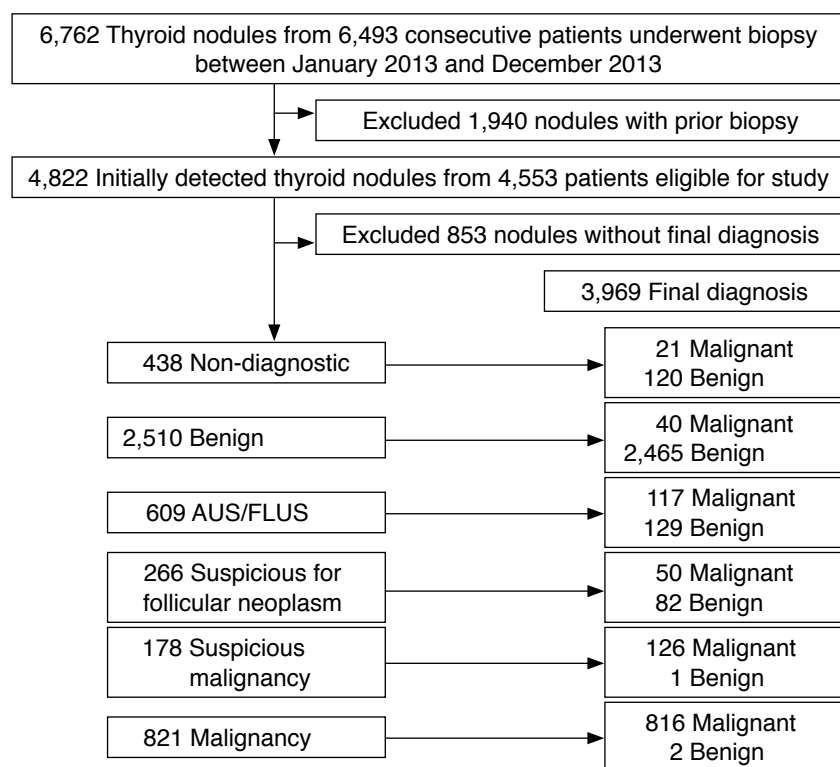 6,762 Thyroid nodules from 6,493 consecutive patients underwent biopsy
between January 2013 and December 2013
Excluded 1,940 nodules with prior biopsy
4,822 Initially detected thyroid nodules from 4,553 patients eligible for study
Excluded 853 nodules without final diagnosis
3,969 Final diagnosis
438 Non-diagnostic
21 Malignant
120 Benign
2,510 Benign
40 Malignant
2,465 Benign
609 AUS/FLUS
117 Malignant
129 Benign
266 Suspicious for
follicular neoplasm
50 Malignant
82 Benign
178 Suspicious
malignancy
126 Malignant
1 Benign
821 Malignancy
816 Malignant
2 Benign